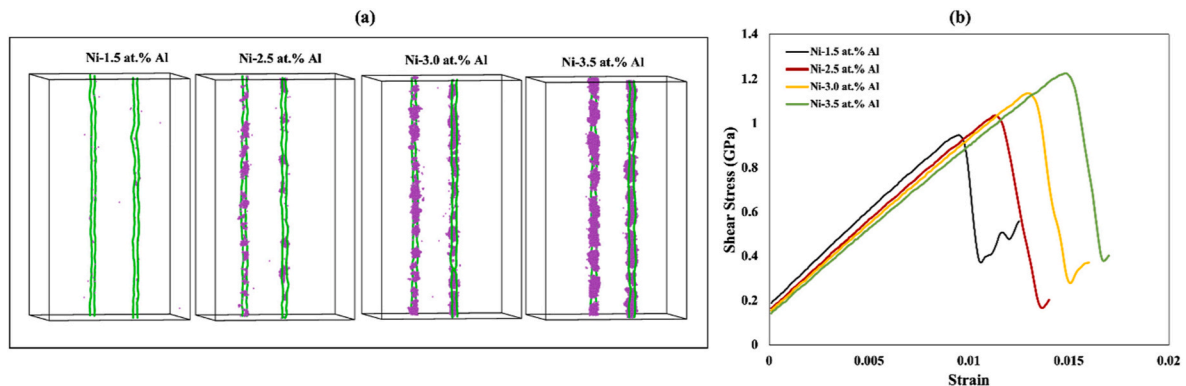 (a)
Ni-1.5 at.% Al
Ni-2.5 at.% Al
Ni-3.0 at.% Al
Ni-3.5 at.% Al
(b)
1.4
1.2
1
0.8
0.6
0.4
0.2
0
Shear Stress (GPa)
Ni-1.5 at.% Al
Ni-2.5 at.% Al
Ni-3.0 at.% Al
Ni-3.5 at.% Al
0
0.005
0.01
0.015
0.02
Strain